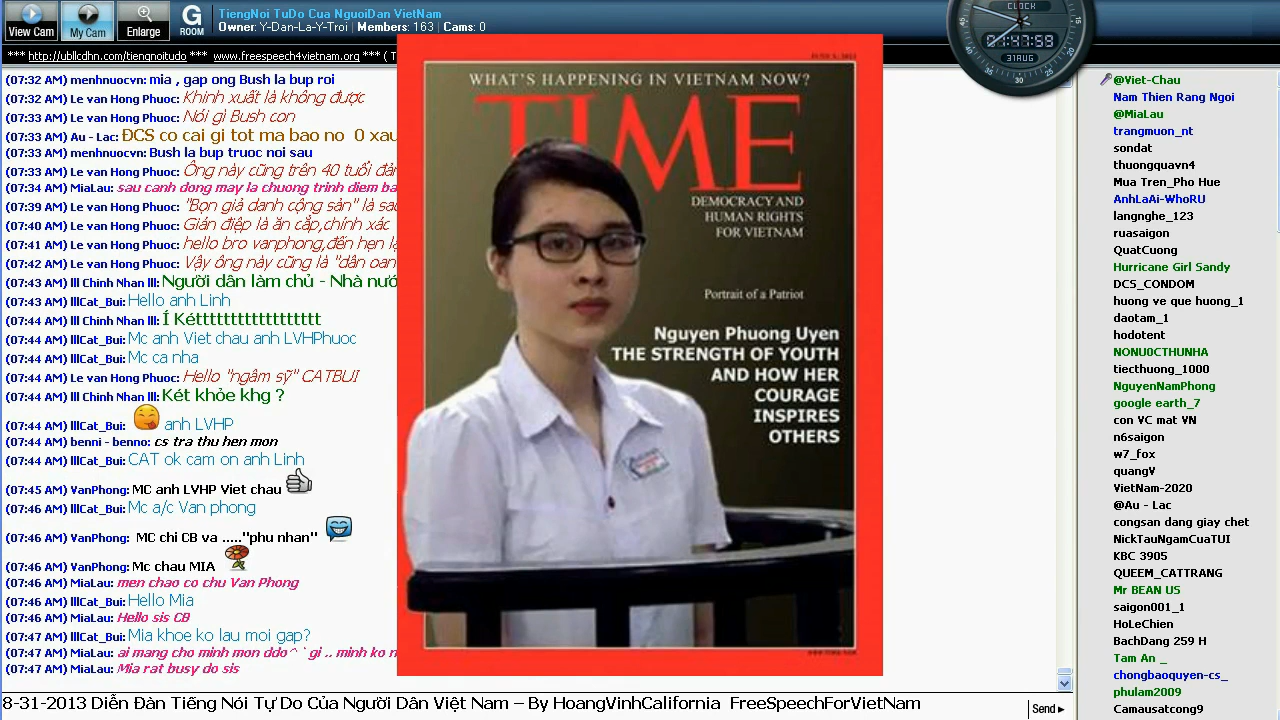 View Cam
My Cam
Enlarge
G
ROOM
TiengNoi TuDo Cua NguoiDan VietNam
Owner: Y-Dan-La-Y-Troi | Members: 163 | Cams: 0
*** http://ubllcdhn.com/tiengnoitudo *** www.freespeech4vietnam.org *** ( T
CLOCK
01:47:59
31AUG
(07:32 AM) menhnuocvn: mia , gap ong Bush la bup roi
(07:32 AM) Le van Hong Phuoc: Khinh xuất là không được
(07:33 AM) Le van Hong Phuoc: Nói gì Bush con
(07:33 AM) Au - Lac: ĐCS co cai gi tot ma bao no 0 xau
(07:33 AM) menhnuocvn: Bush la bup truoc noi sau
(07:33 AM) Le van Hong Phuoc: Ông này cũng trên 40 tuổi đản
(07:34 AM) MiaLau: sau canh dong may la chuong trinh diem ba
(07:39 AM) Le van Hong Phuoc: "Bọn giả danh công sản" là sao
(07:40 AM) Le van Hong Phuoc: Gián điệp là ăn cắp,chính xác
(07:41 AM) Le van Hong Phuoc: hello bro vanphong,đến hẹn lạ
(07:42 AM) Le van Hong Phuoc: Vậy ông này cũng là "dân oan
(07:43 AM) lll Chinh Nhan lll: Người dân làm chủ - Nhà nướ
(07:43 AM) lllCat_Bui: Hello anh Linh
(07:44 AM) lll Chinh Nhan lll: Í Kéttttttttttttttttttt
(07:44 AM) lllCat_Bui: Mc anh Viet chau anh LVHPhuoc
(07:44 AM) lllCat_Bui: Mc ca nha
(07:44 AM) Le van Hong Phuoc: Hello "ngâm sỹ" CATBUI
(07:44 AM) lll Chinh Nhan lll: Két khỏe khg ?
(07:44 AM) lllCat_Bui: anh LVHP
(07:44 AM) berni - beno: cs tra thu hen mon
(07:44 AM) lllCat_Bui: CAT ok cam on anh Linh
(07:45 AM) VanPhong: MC anh LVHP Viet chau
(07:46 AM) lllCat_Bui: Mc a/c Van phong
(07:46 AM) VanPhong: MC chi CB va ....."phu nhan"
(07:46 AM) VanPhong: Mc chau MIA
(07:46 AM) MiaLau: men chao co chu Van Phong
(07:46 AM) lllCat_Bui: Hello Mia
(07:46 AM) MiaLau: Hello sis CB
(07:47 AM) lllCat_Bui: Mia khoe ko lau moi gap?
(07:47 AM) MiaLau: ai mang cho minh mon ddo^ ` gi .. minh ko n
(07:47 AM) MiaLau: Mia rat busy do sis
WHAT'S HAPPENING IN VIETNAM NOW?
TIME
DEMOCRACY AND
HUMAN RIGHTS
FOR VIETNAM
Portrait of a Patriot
Nguyen Phuong Uyen
THE STRENGTH OF YOUTH
AND HOW HER
COURAGE
INSPIRES
OTHERS
@Viet-Chau
Nam Thien Rang Ngoi
@MiaLau
trangmuon_nt
sondat
thuongquavn4
Mua Tren_Pho Hue
AnhLaAi-WhoRU
langnghe_123
ruasaigon
QuatCuong
Hurricane Girl Sandy
DCS_CONDOM
huong ve que huong_1
daotam_1
hodotent
NONU0CTHUNHA
tiecthuong_1000
NguyenNamPhong
google earth_7
con VC mat VN
n6saigon
w7_fox
quangV
VietNam-2020
@Au - Lac
congsan dang giay chet
NickTauNgamCuaTUI
KBC 3905
QUEEM_CATTRANG
Mr BEAN US
saigon001_1
HoLeChien
BachDang 259 H
Tam An _
chongbaoquyen-cs_
phulam2009
Camausatcong9
8-31-2013 Diễn Đàn Tiếng Nói Tự Do Của Người Dân Việt Nam – By HoangVinhCalifornia FreeSpeechForVietNam
Send